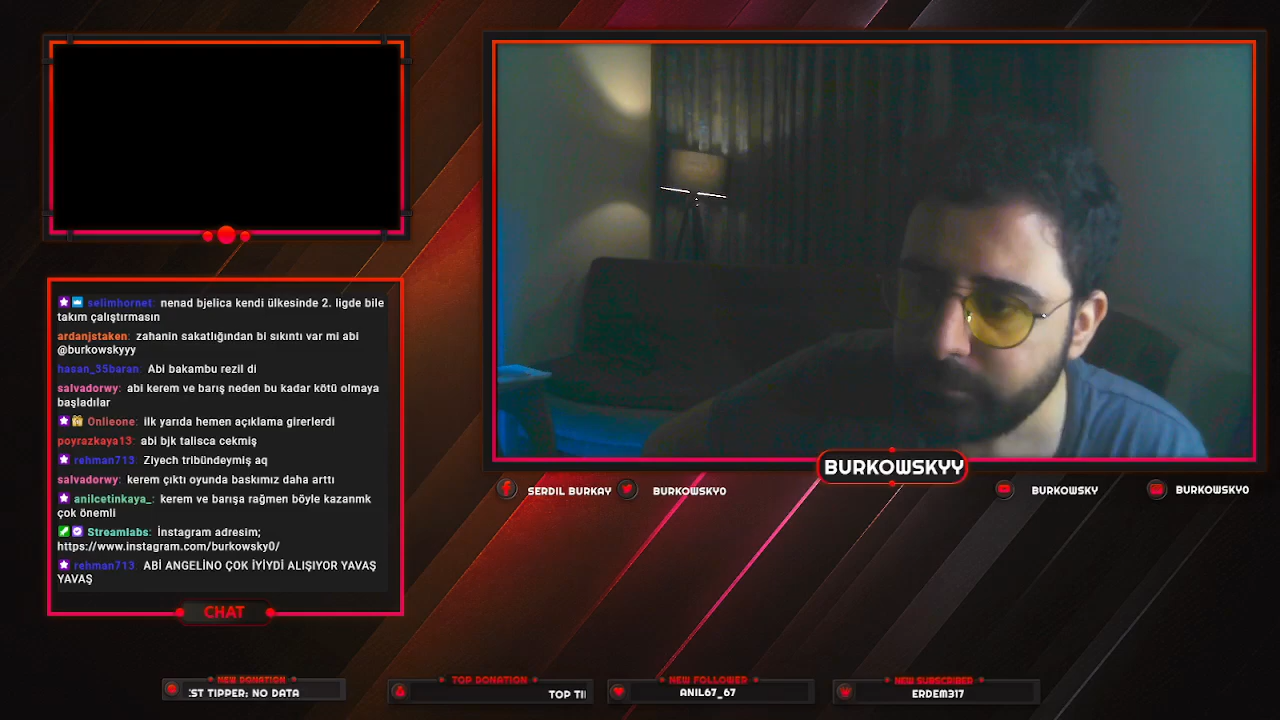 selimhornet: nenad bjelica kendi ülkesinde 2. ligde bile
takım çalıştırmasın
ardanjstaken: zahanin sakatlığından bi sıkıntı var mi abi
@burkowskyyy
hasan_35baran: Abi bakambu rezil di
salvadorwy: abi kerem ve barış neden bu kadar kötü olmaya
başladılar
Onlieone: ilk yarıda hemen açıklama girerlerdi
poyrazkaya13: abi bjk talisca cekmiş
rehman713: Ziyech tribündeymiş aq
salvadorwy: kerem çıktı oyunda baskımız daha arttı
anilcetinkaya_: kerem ve barışa rağmen böyle kazanmk
çok önemli
Streamlabs: İnstagram adresim;
https://www.instagram.com/burkowsky0/
rehman713: ABİ ANGELİNO ÇOK İYİYDİ ALIŞIYOR YAVAŞ
YAVAŞ
CHAT
BURKOWSKYY
SERDIL BURKAY
BURKOWSKY0
BURKOWSKY
BURKOWSKY0
NEW DONATION
ST TIPPER: NO DATA
TOP DONATION
TOP TI
NEW FOLLOWER
ANIL67_67
NEW SUBSCRIBER
ERDEM317